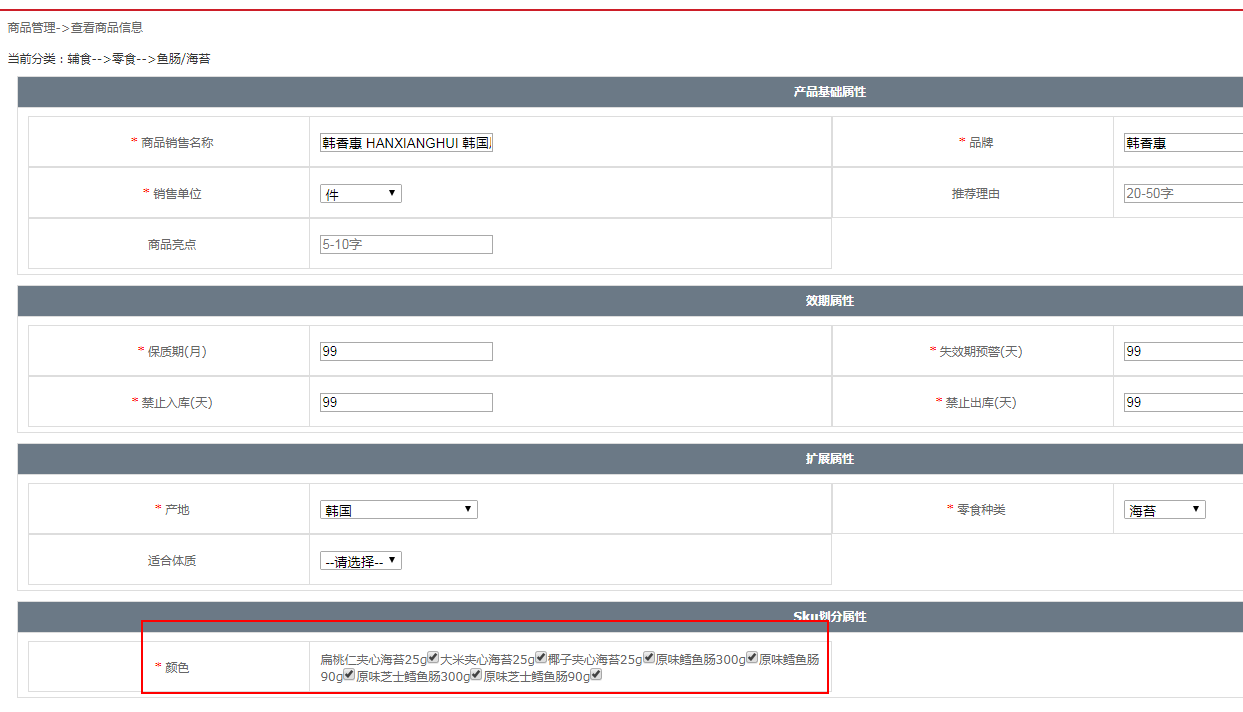 商品管理->查看商品信息
当前分类：辅食-->零食-->鱼肠/海苔
产品基础属性
* 商品销售名称 韩香惠 HANXIANGHUI 韩国 * 品牌 韩香惠
* 销售单位 件 推荐理由 20-50字
商品亮点 5-10字
效期属性
* 保质期(月) 99 * 失效期预警(天) 99
* 禁止入库(天) 99 * 禁止出库(天) 99
扩展属性
* 产地 韩国 * 零食种类 海苔
适合体质 --请选择--
Sku划分属性
* 颜色 扁桃仁夹心海苔25g 大米夹心海苔25g 椰子夹心海苔25g 原味鳕鱼肠300g 原味鳕鱼肠
90g 原味芝士鳕鱼肠300g 原味芝士鳕鱼肠90g